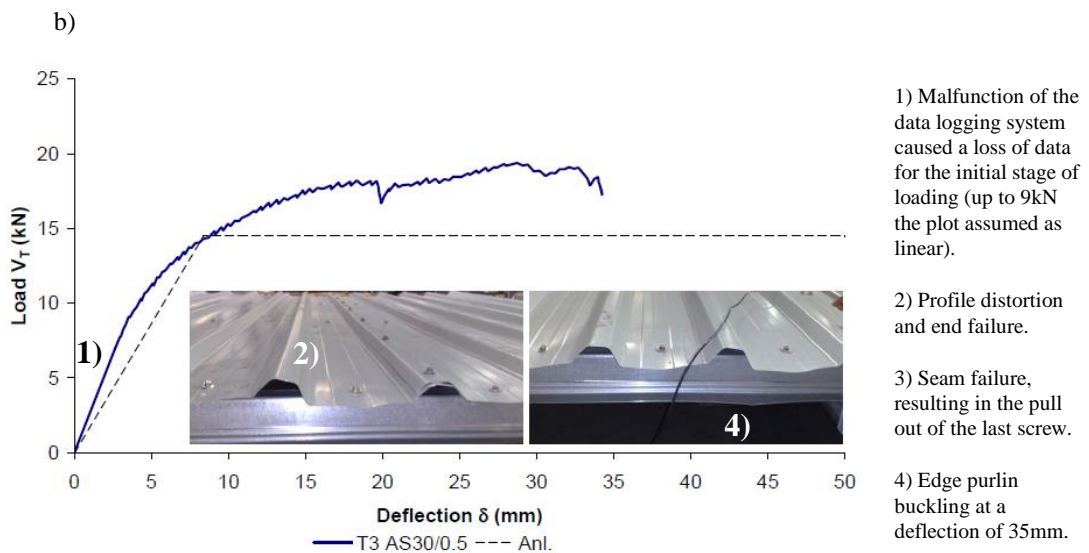 b)
25
20
15
10
5
0
Load V_T (kN)
1)
2)
4)
0 5 10 15 20 25 30 35 40 45 50
Deflection δ (mm)
T3 AS30/0.5 Anl.
1) Malfunction of the
data logging system
caused a loss of data
for the initial stage of
loading (up to 9kN
the plot assumed as
linear).
2) Profile distortion
and end failure.
3) Seam failure,
resulting in the pull
out of the last screw.
4) Edge purlin
buckling at a
deflection of 35mm.